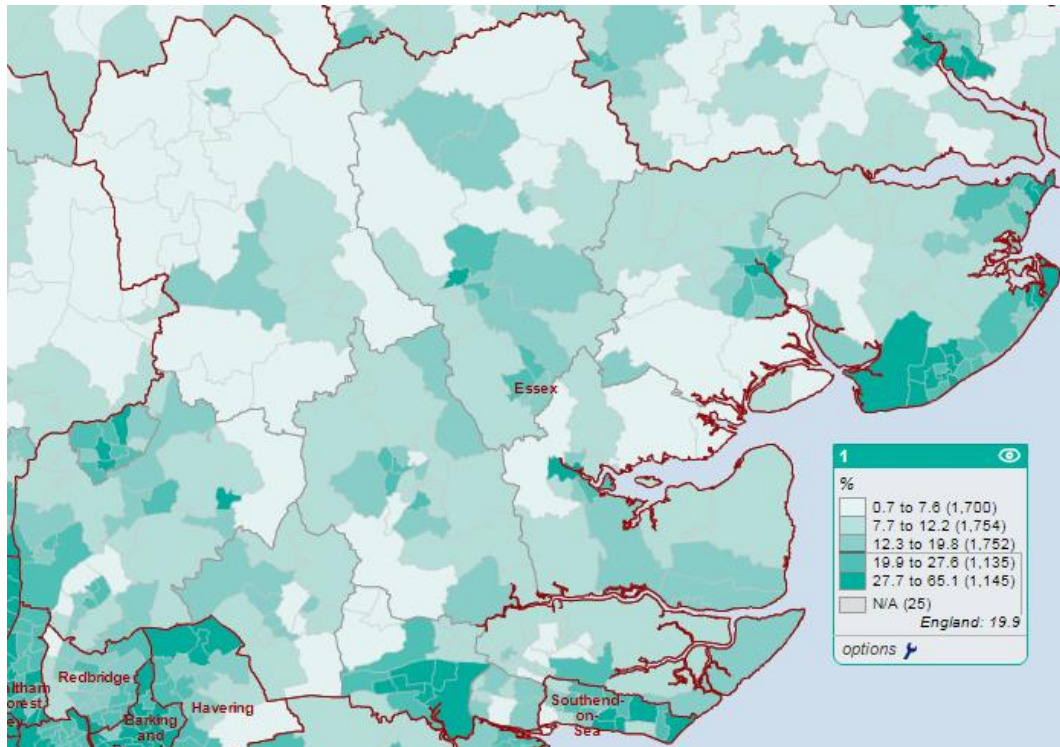 Essex
1
%
0.7 to 7.6 (1,700)
7.7 to 12.2 (1,754)
12.3 to 19.8 (1,752)
19.9 to 27.6 (1,135)
27.7 to 65.1 (1,145)
N/A (25)
England: 19.9
options
Redbridge
Havering
Barking
and
Southend-
on-
Sea